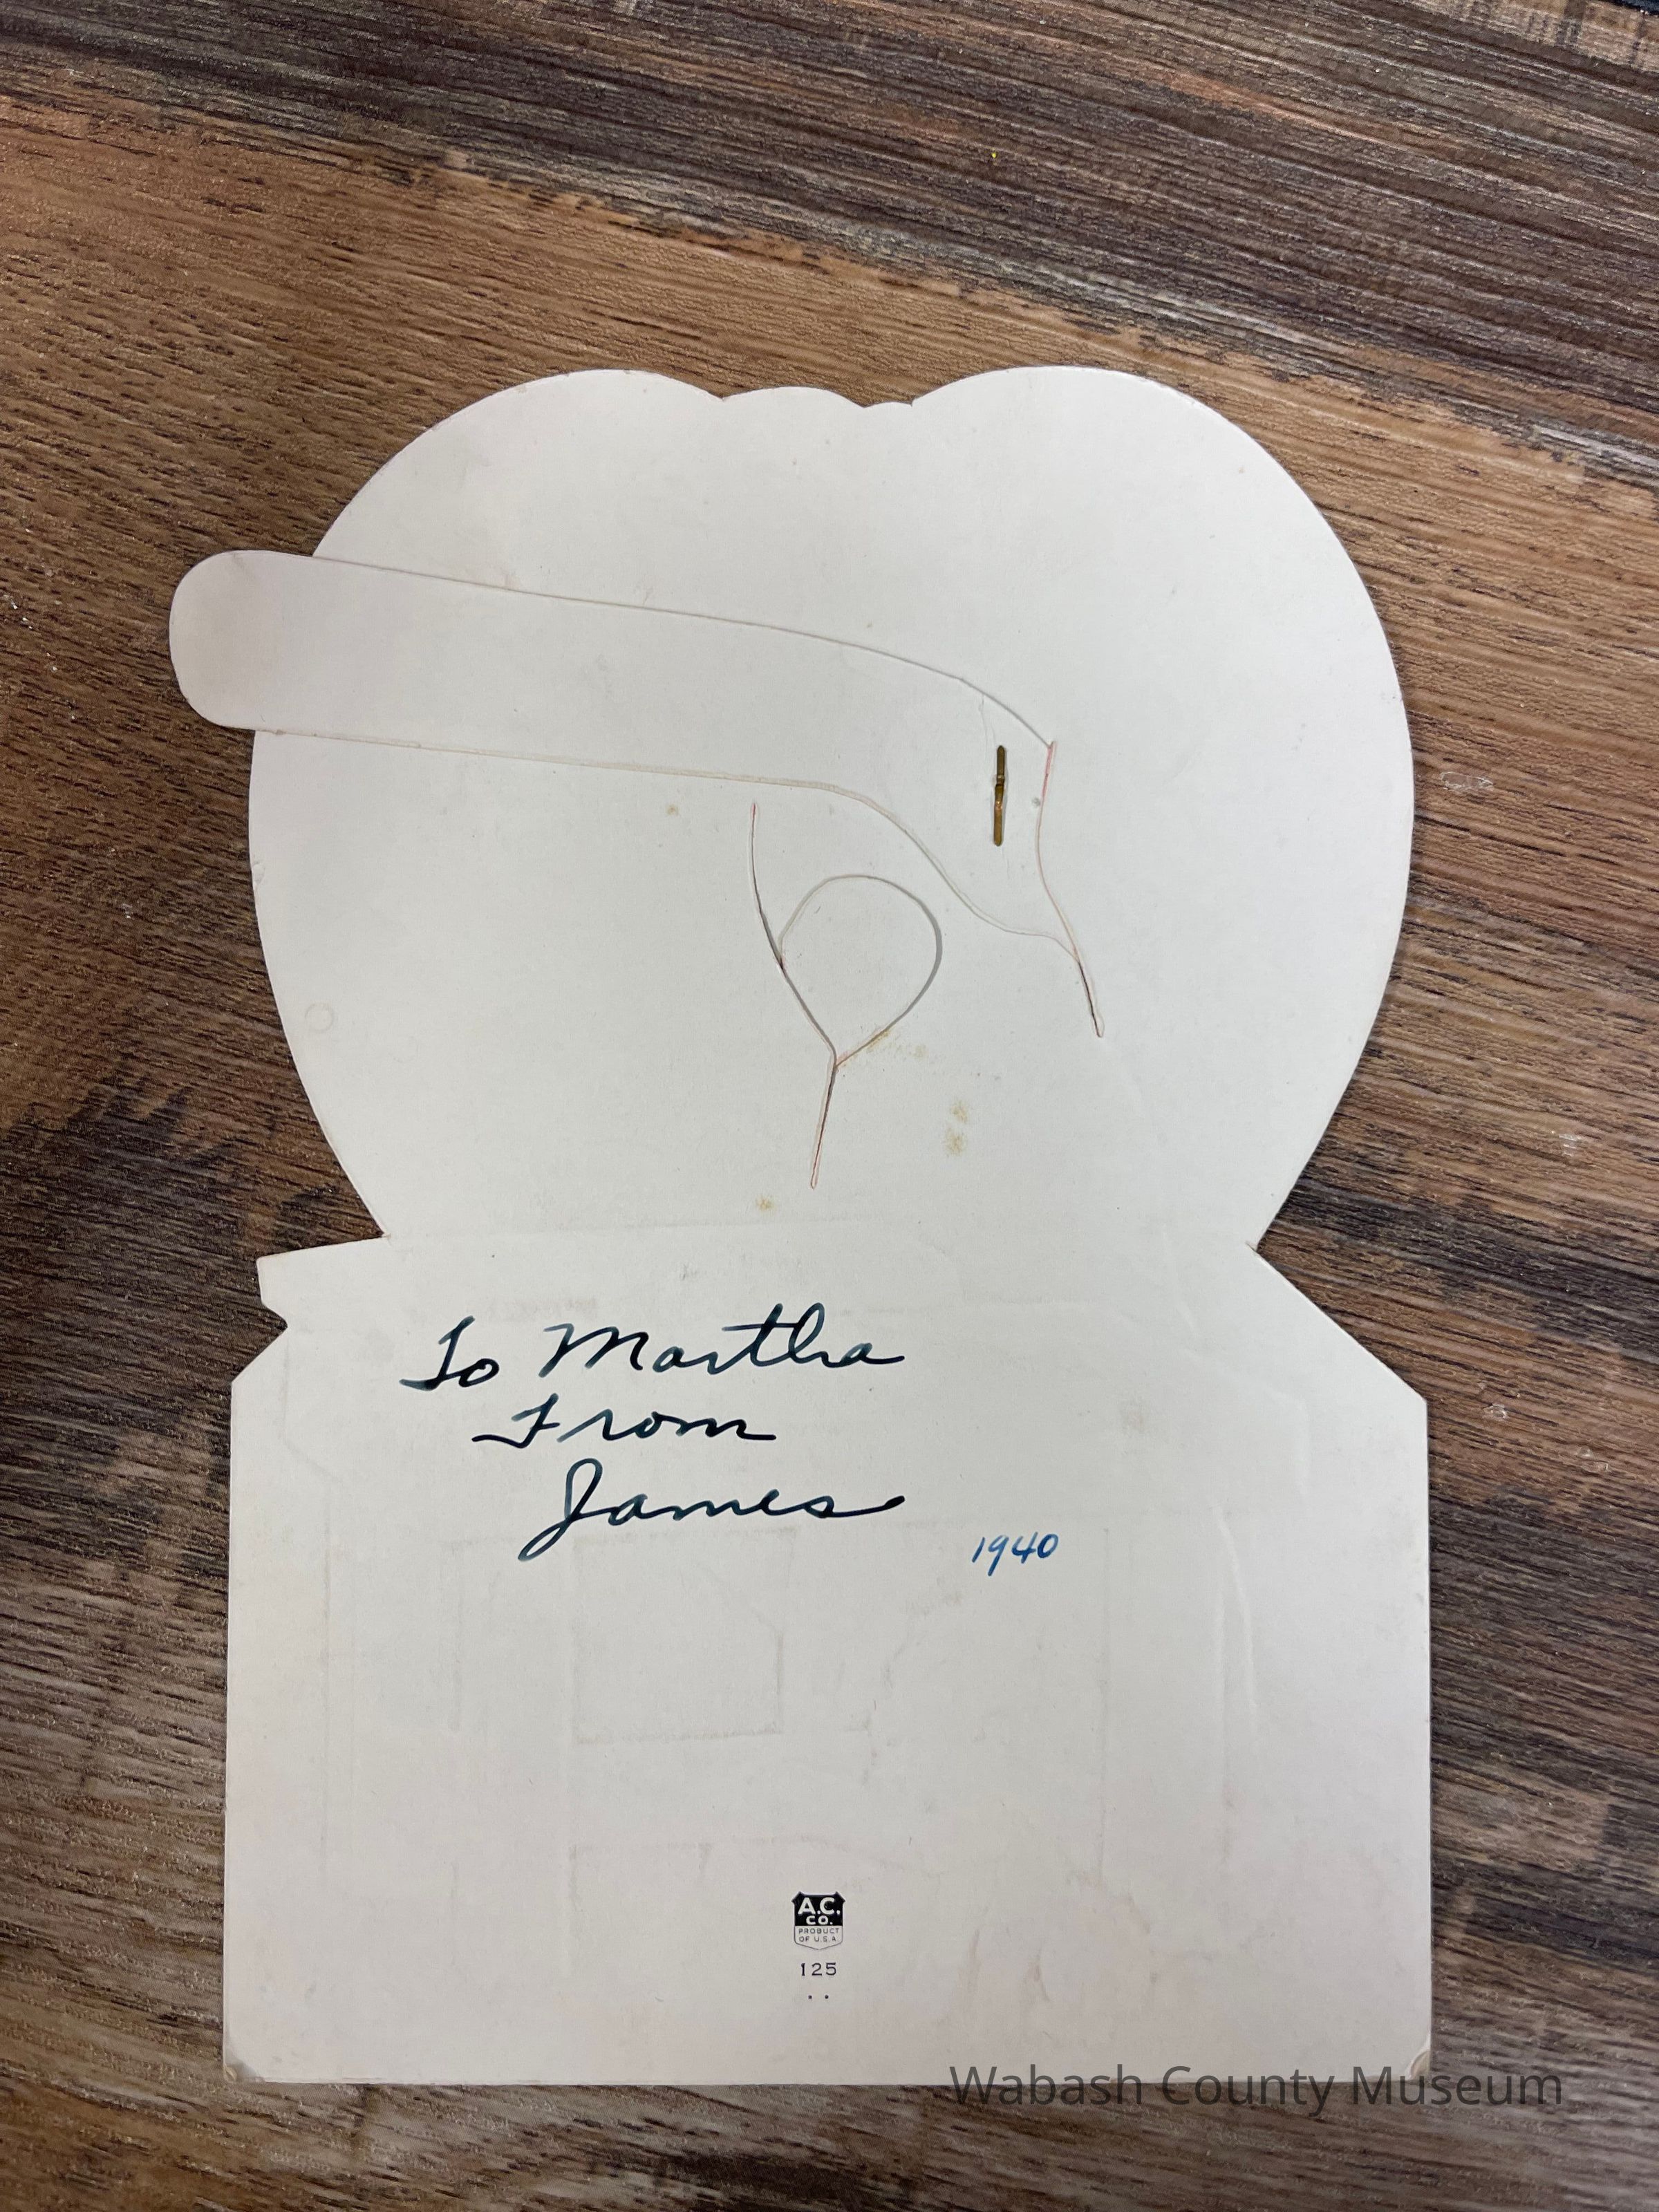 To Martha
From
James
1940
A.C.
CO.
PRODUCT
OF U.S.A
125
Wabash County Museum